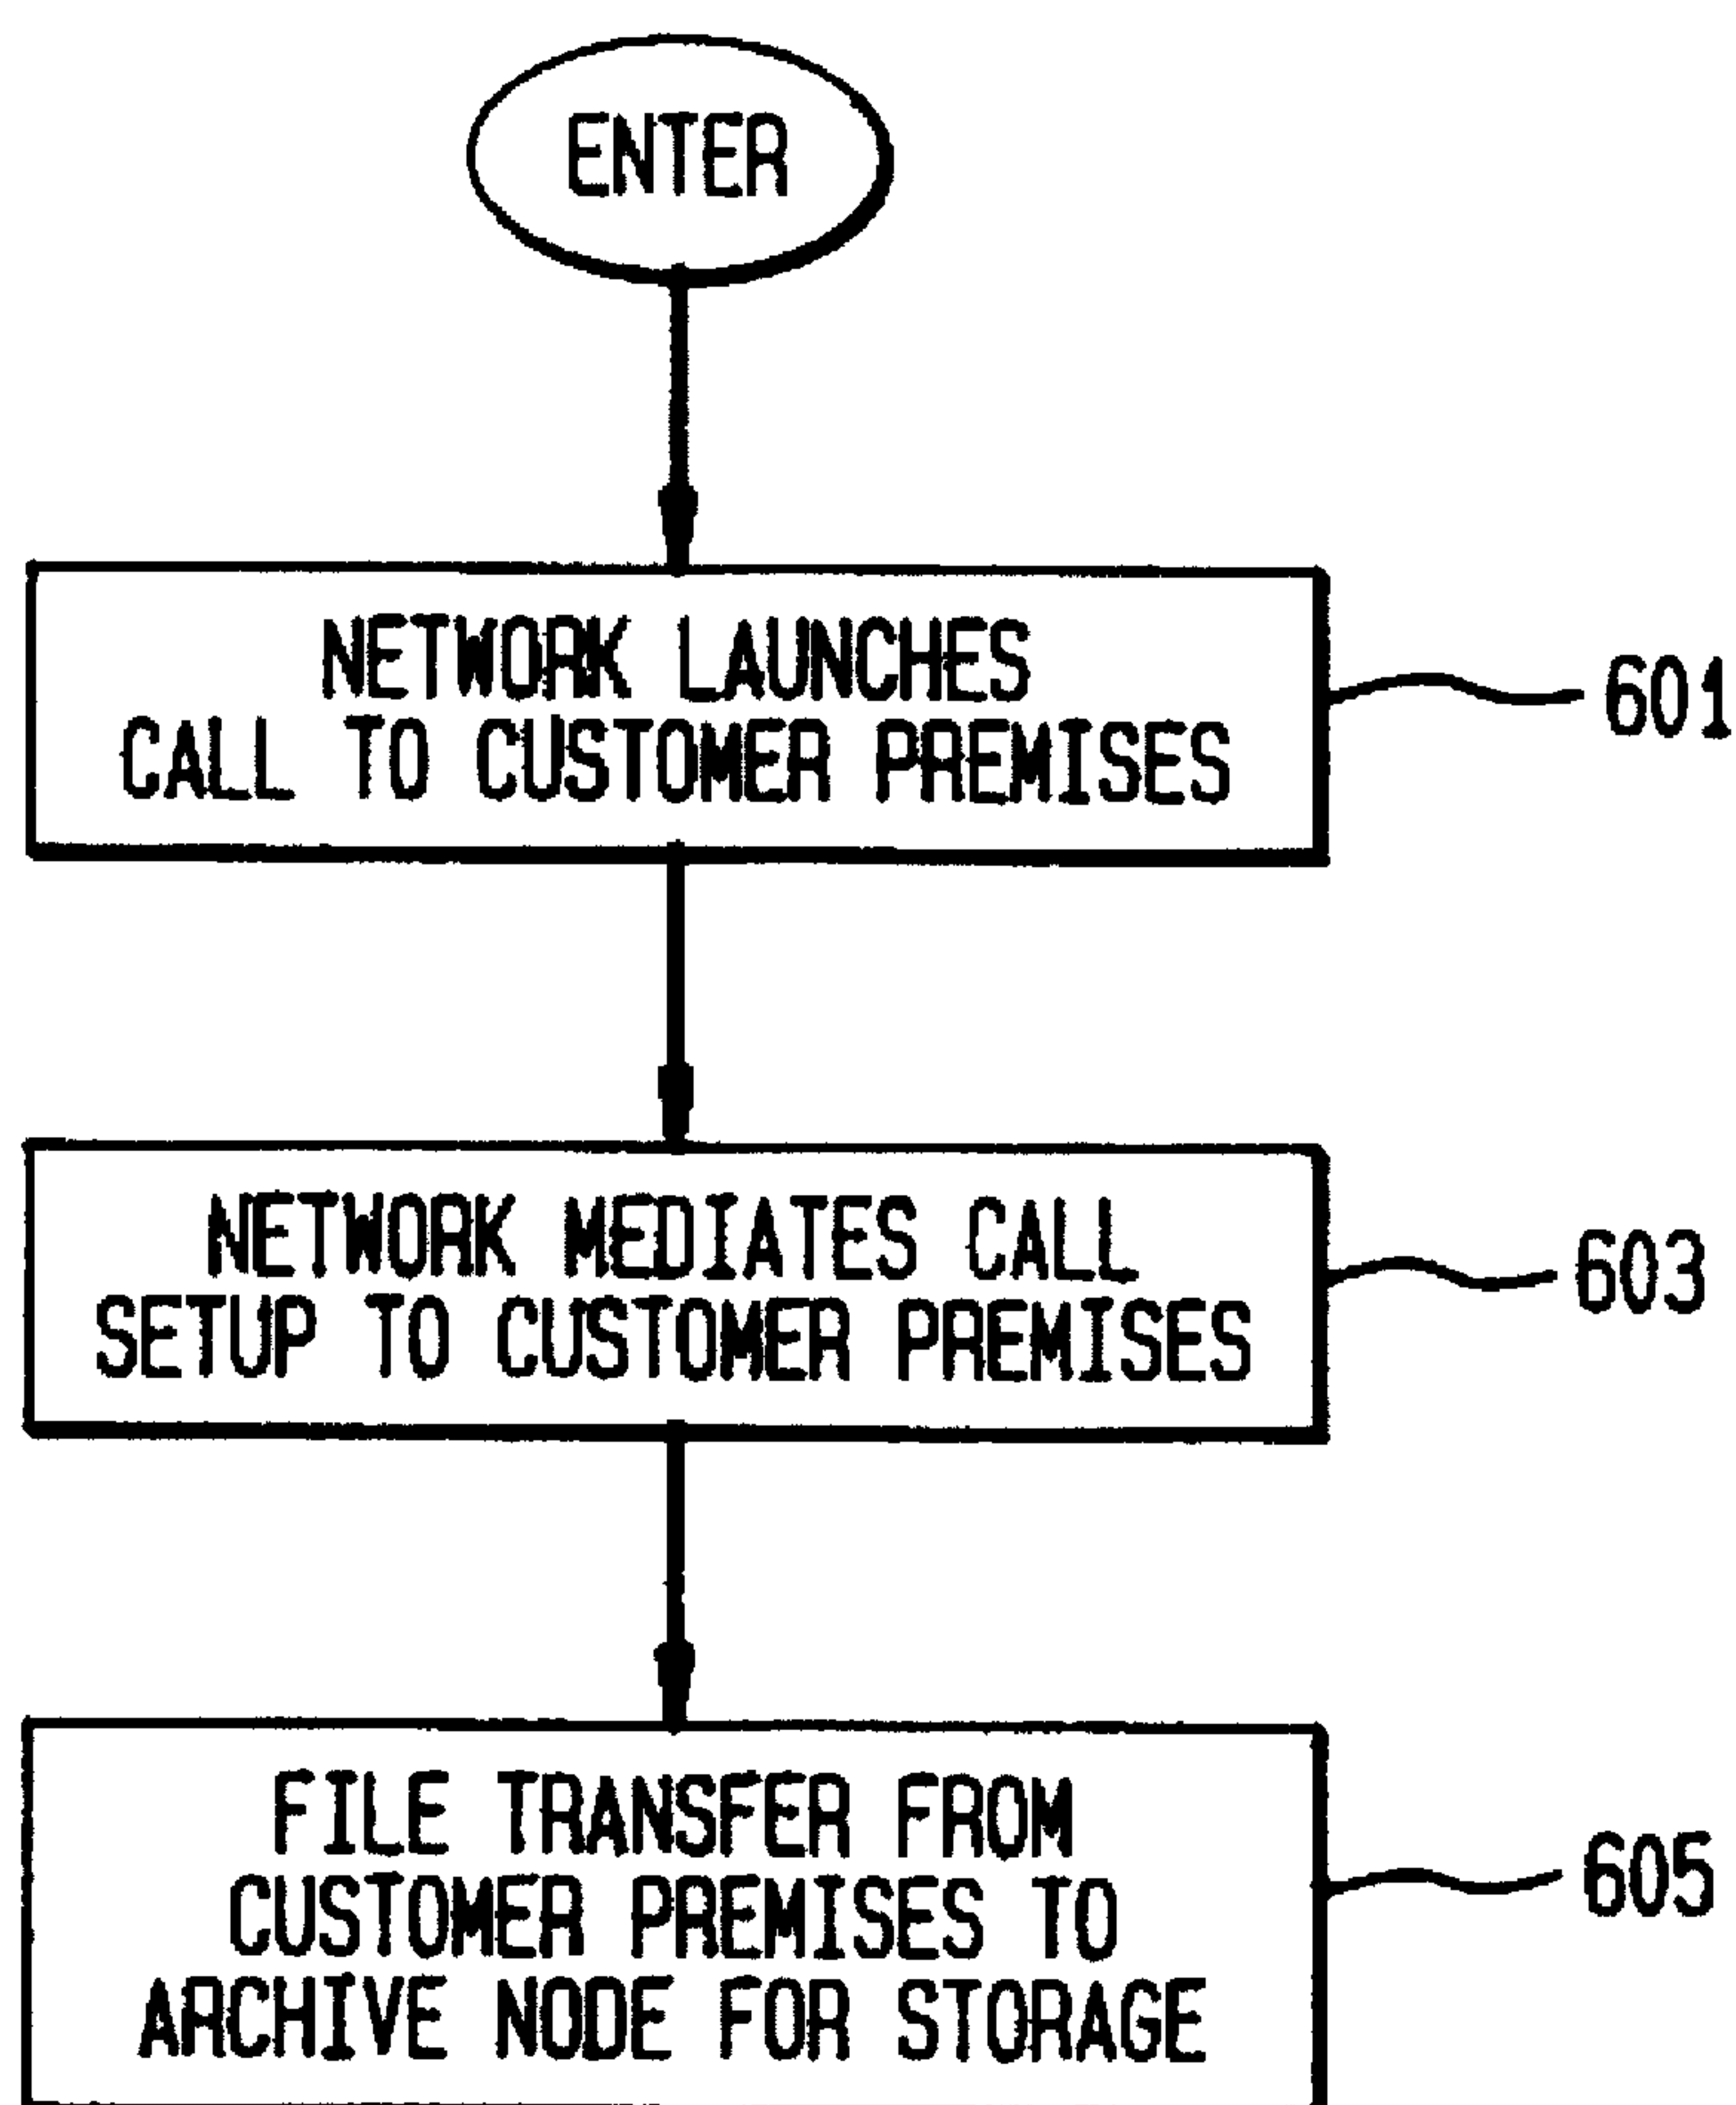 ENTER
NETWORK LAUNCHES
CALL TO CUSTOMER PREMISES
601
NETWORK MEDIATES CALL
SETUP TO CUSTOMER PREMISES
603
FILE TRANSFER FROM
CUSTOMER PREMISES TO
ARCHIVE NODE FOR STORAGE
605